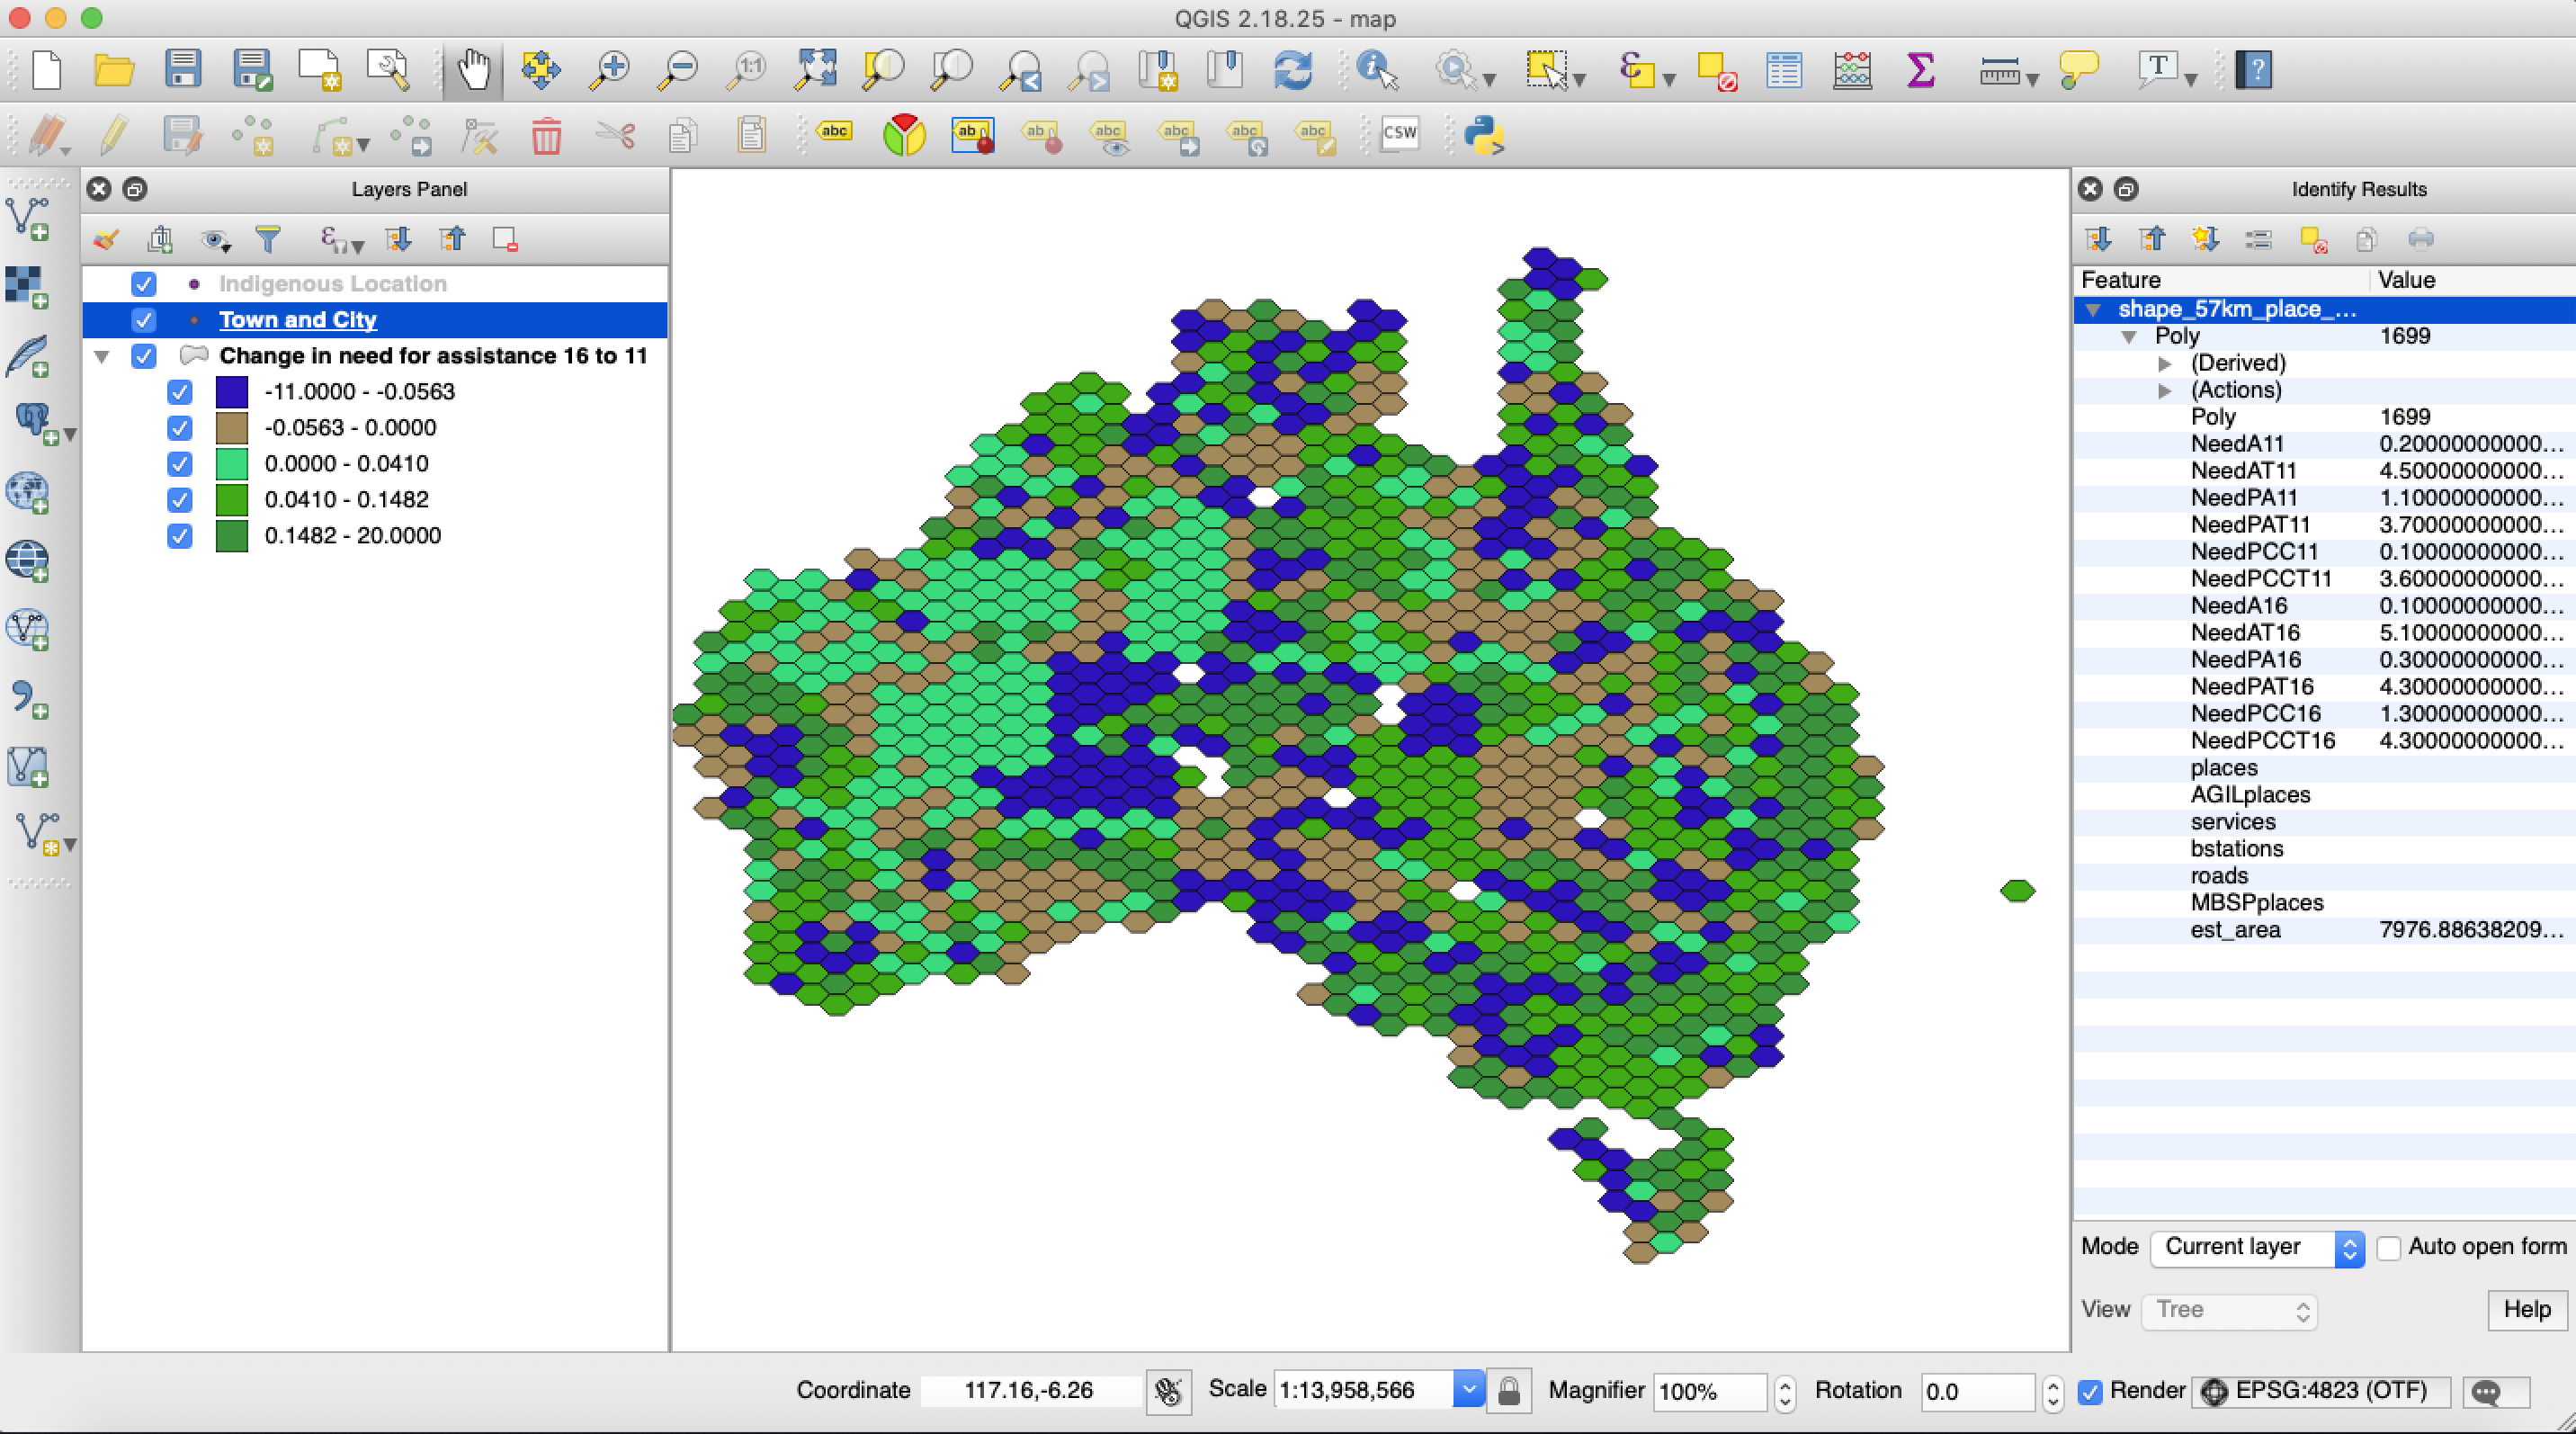 QGIS 2.18.25 - map
1:1
ε
Σ
T
?
abc
ab
ab
abc
abc
abc
abc
CSW
Layers Panel
ε
Indigenous Location
Town and City
Change in need for assistance 16 to 11
-11.0000 - -0.0563
-0.0563 - 0.0000
0.0000 - 0.0410
0.0410 - 0.1482
0.1482 - 20.0000
Identify Results
Feature Value
shape_57km_place_...
Poly 1699
(Derived)
(Actions)
Poly 1699
NeedA11 0.20000000000...
NeedAT11 4.50000000000...
NeedPA11 1.10000000000...
NeedPAT11 3.70000000000...
NeedPCC11 0.10000000000...
NeedPCCT11 3.60000000000...
NeedA16 0.10000000000...
NeedAT16 5.10000000000...
NeedPA16 0.30000000000...
NeedPAT16 4.30000000000...
NeedPCC16 1.30000000000...
NeedPCCT16 4.30000000000...
places
AGILplaces
services
bstations
roads
MBSPplaces
est_area 7976.88638209...
Mode Current layer Auto open form
View Tree Help
Coordinate 117.16,-6.26 Scale 1:13,958,566 Magnifier 100% Rotation 0.0 Render EPSG:4823 (OTF)